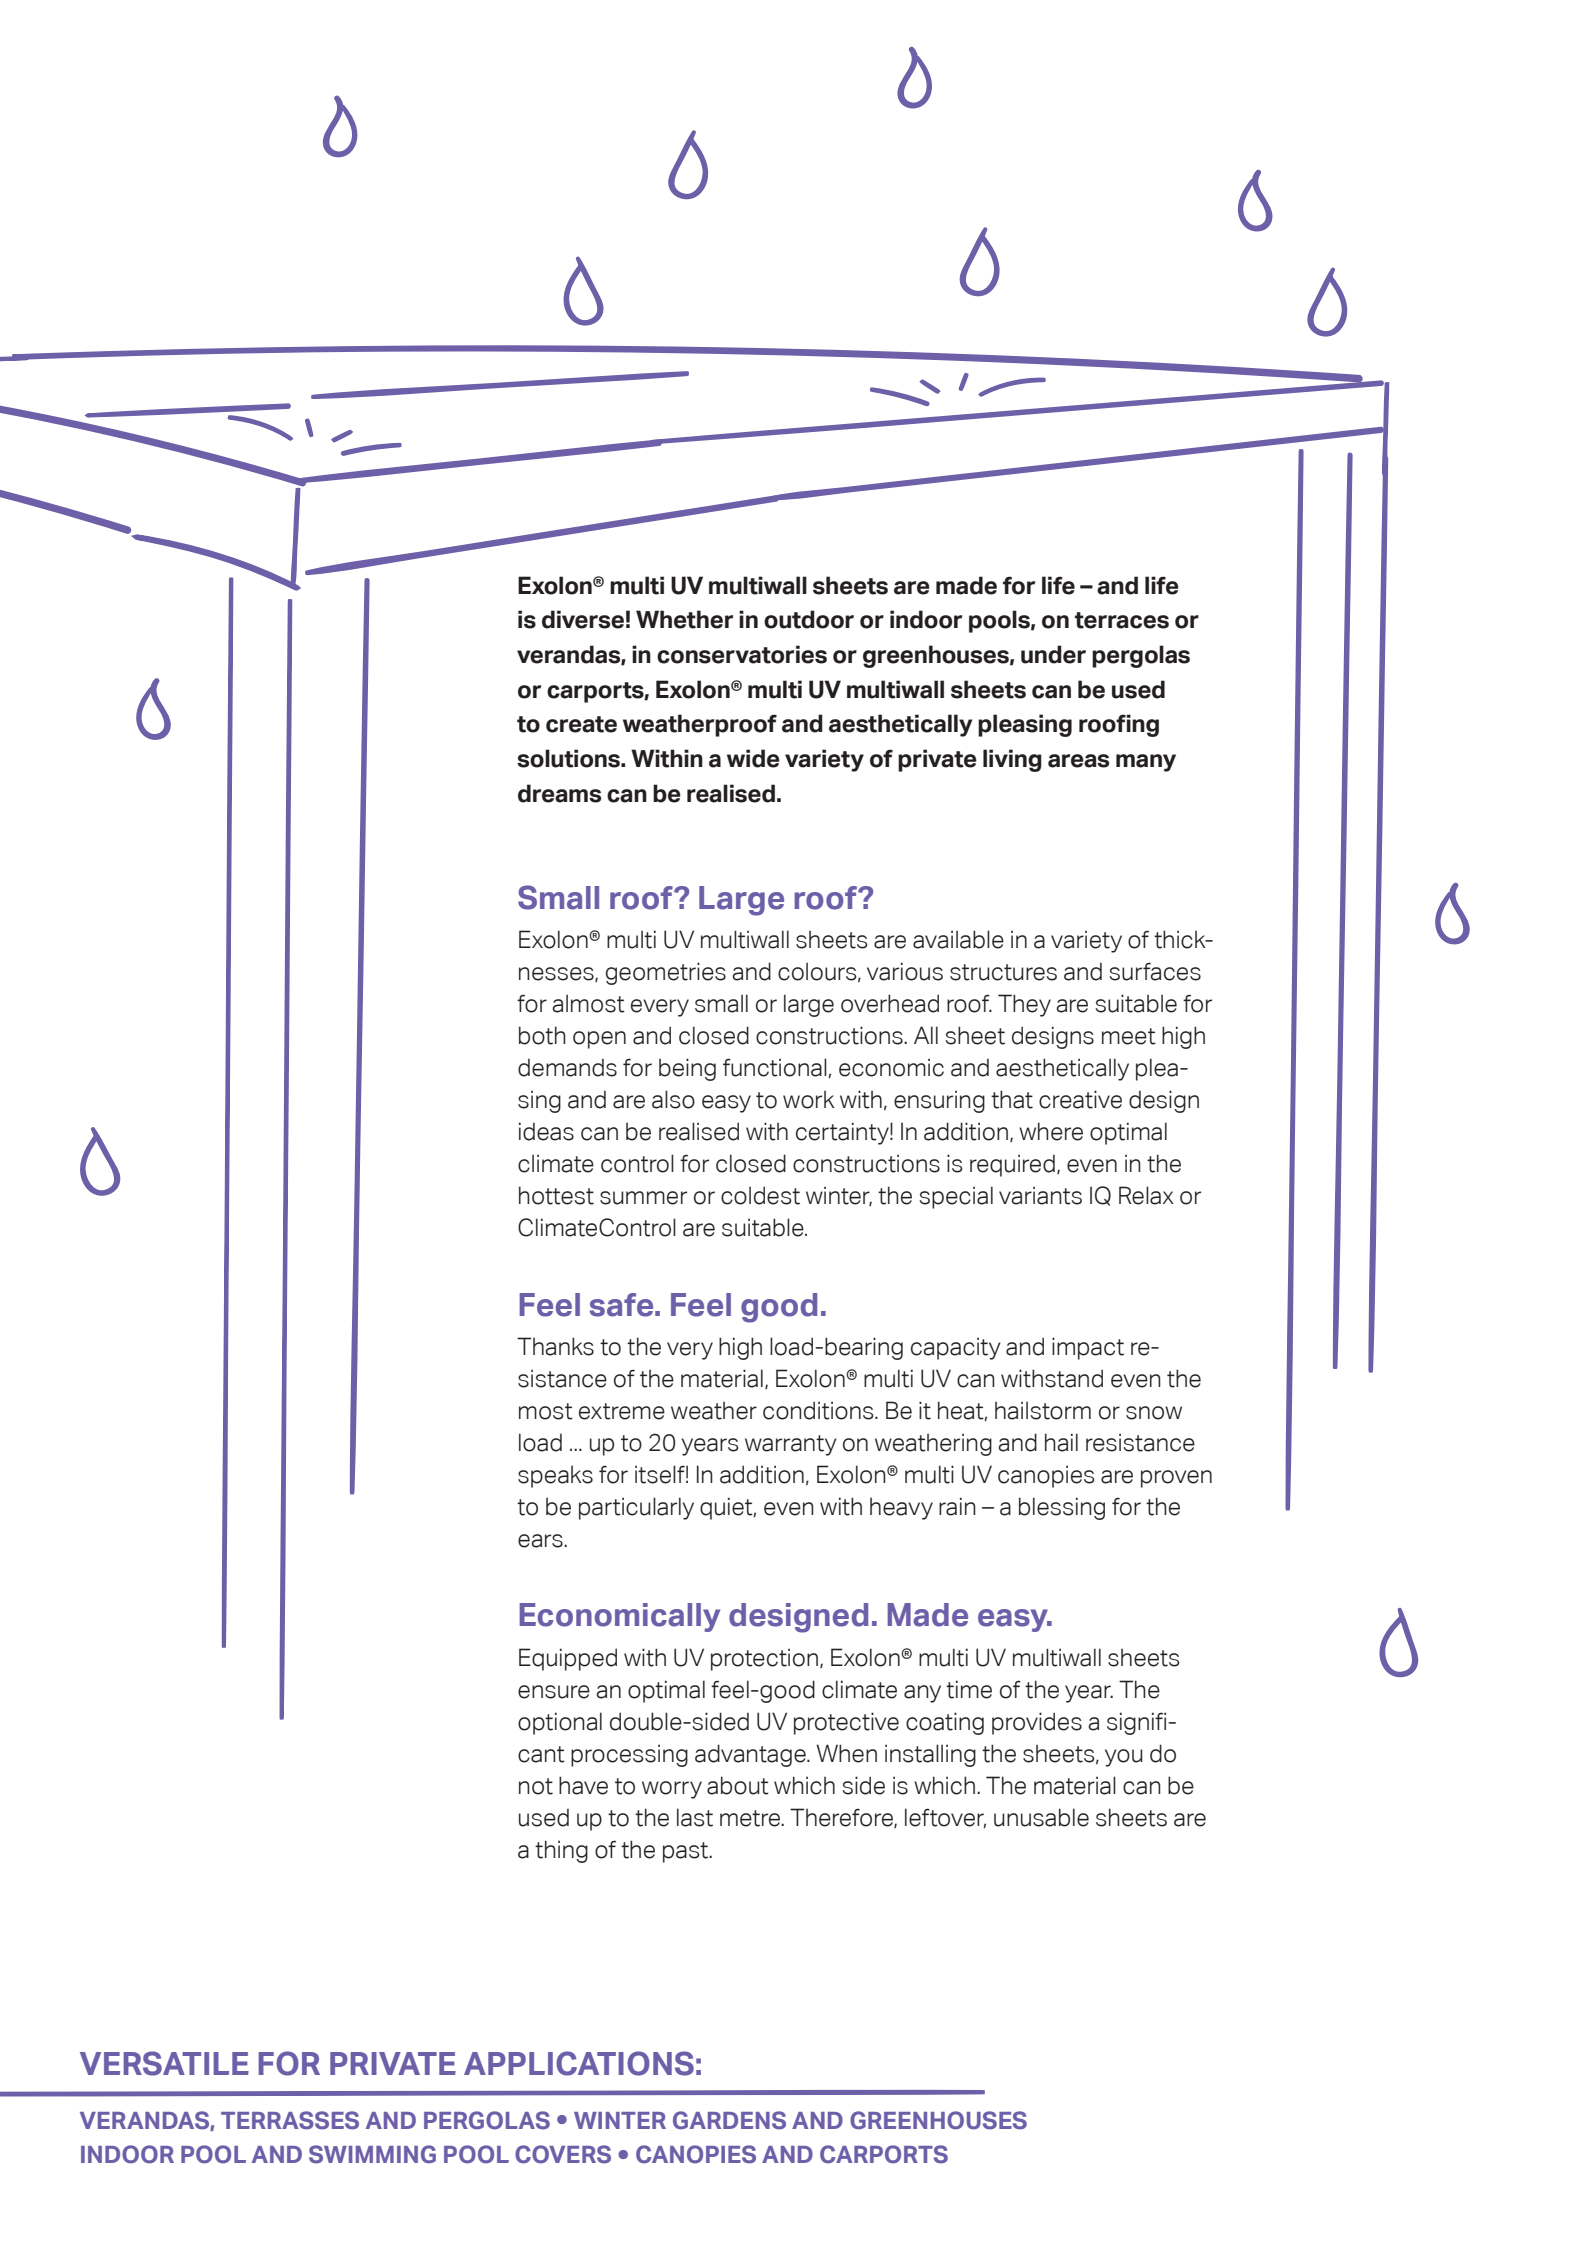 Exolon® multi UV multiwall sheets are made for life – and life
is diverse! Whether in outdoor or indoor pools, on terraces or
verandas, in conservatories or greenhouses, under pergolas
or carports, Exolon® multi UV multiwall sheets can be used
to create weatherproof and aesthetically pleasing roofing
solutions. Within a wide variety of private living areas many
dreams can be realised.
Small roof? Large roof?
Exolon® multi UV multiwall sheets are available in a variety of thick-
nesses, geometries and colours, various structures and surfaces
for almost every small or large overhead roof. They are suitable for
both open and closed constructions. All sheet designs meet high
demands for being functional, economic and aesthetically plea-
sing and are also easy to work with, ensuring that creative design
ideas can be realised with certainty! In addition, where optimal
climate control for closed constructions is required, even in the
hottest summer or coldest winter, the special variants IQ Relax or
ClimateControl are suitable.
Feel safe. Feel good.
Thanks to the very high load-bearing capacity and impact re-
sistance of the material, Exolon® multi UV can withstand even the
most extreme weather conditions. Be it heat, hailstorm or snow
load ... up to 20 years warranty on weathering and hail resistance
speaks for itself! In addition, Exolon® multi UV canopies are proven
to be particularly quiet, even with heavy rain – a blessing for the
ears.
Economically designed. Made easy.
Equipped with UV protection, Exolon® multi UV multiwall sheets
ensure an optimal feel-good climate any time of the year. The
optional double-sided UV protective coating provides a signifi-
cant processing advantage. When installing the sheets, you do
not have to worry about which side is which. The material can be
used up to the last metre. Therefore, leftover, unusable sheets are
a thing of the past.
VERSATILE FOR PRIVATE APPLICATIONS:
VERANDAS, TERRASSES AND PERGOLAS • WINTER GARDENS AND GREENHOUSES
INDOOR POOL AND SWIMMING POOL COVERS • CANOPIES AND CARPORTS